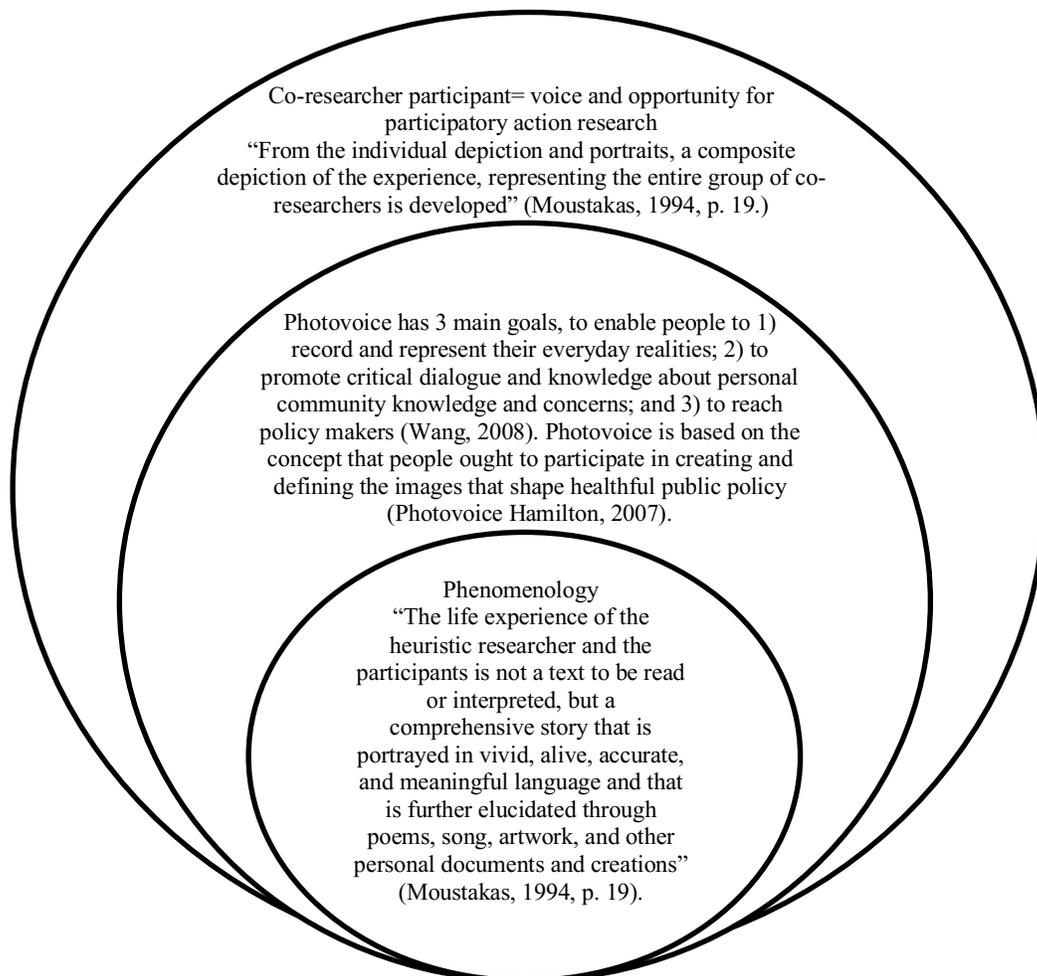 Co-researcher participant= voice and opportunity for
participatory action research
“From the individual depiction and portraits, a composite
depiction of the experience, representing the entire group of co-
researchers is developed” (Moustakas, 1994, p. 19.)
Photovoice has 3 main goals, to enable people to 1)
record and represent their everyday realities; 2) to
promote critical dialogue and knowledge about personal
community knowledge and concerns; and 3) to reach
policy makers (Wang, 2008). Photovoice is based on the
concept that people ought to participate in creating and
defining the images that shape healthful public policy
(Photovoice Hamilton, 2007).
Phenomenology
“The life experience of the
heuristic researcher and the
participants is not a text to be read
or interpreted, but a
comprehensive story that is
portrayed in vivid, alive, accurate,
and meaningful language and that
is further elucidated through
poems, song, artwork, and other
personal documents and creations”
(Moustakas, 1994, p. 19).